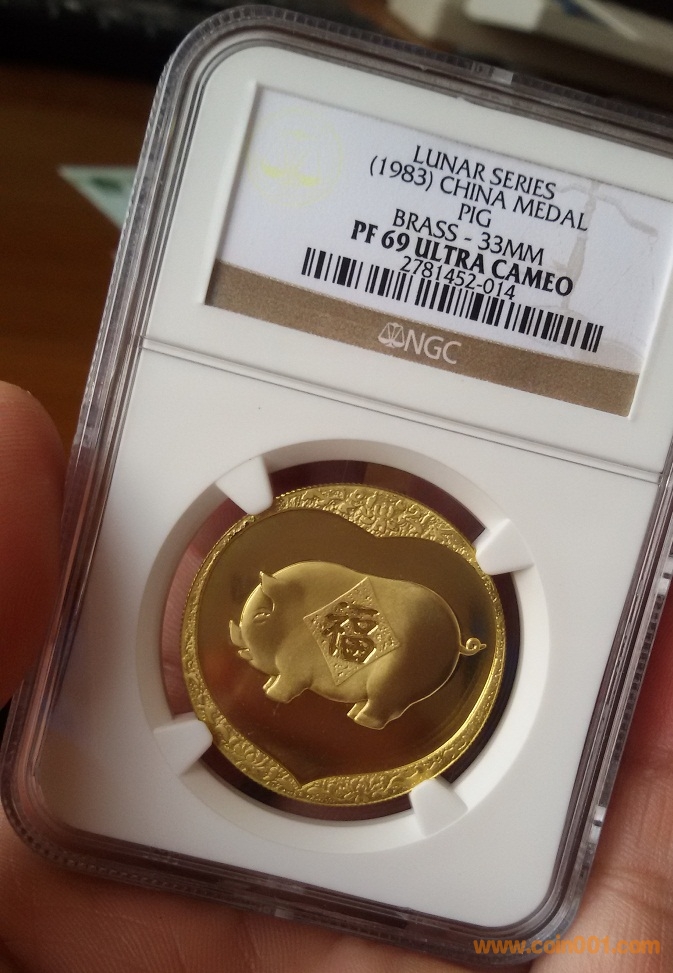 LUNAR SERIES
(1983) CHINA MEDAL
PIG
BRASS - 33MM
PF 69 ULTRA CAMEO
2781452-014
NGC
福
www.coin001.com